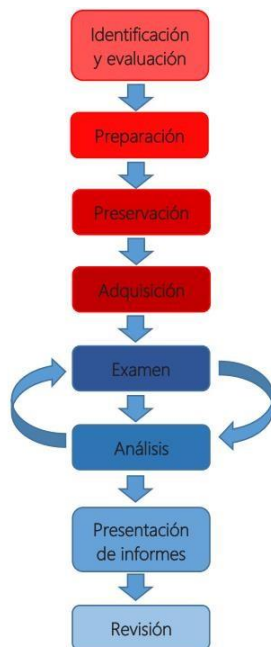 Identificación
y evaluación
Preparación
Preservación
Adquisición
Examen
Análisis
Presentación
de informes
Revisión